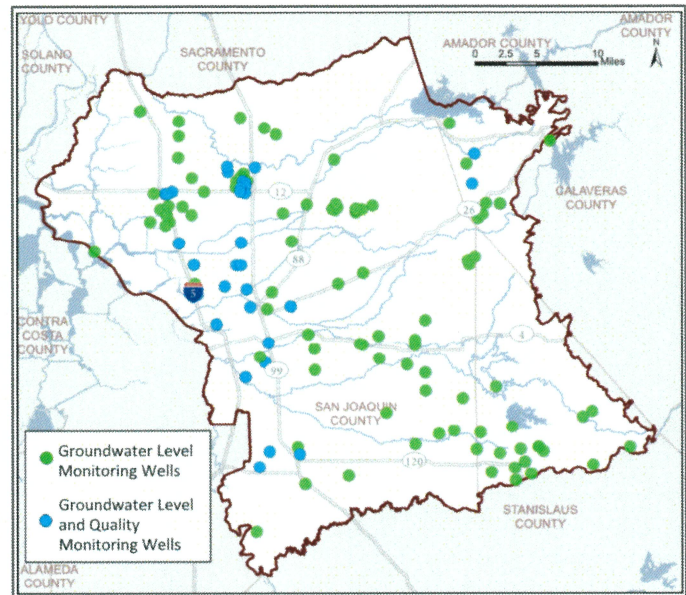 YOLO COUNTY
SOLANO
COUNTY
SACRAMENTO
COUNTY
AMADOR COUNTY
AMADOR
COUNTY
0 2.5 5 10
Miles
N
12
26
CALAVERAS
COUNTY
88
5
CONTRA
COSTA
COUNTY
4
99
SAN JOAQUIN
COUNTY
120
STANISLAUS
COUNTY
Groundwater Level
Monitoring Wells
Groundwater Level
and Quality
Monitoring Wells
ALAMEDA
COUNTY